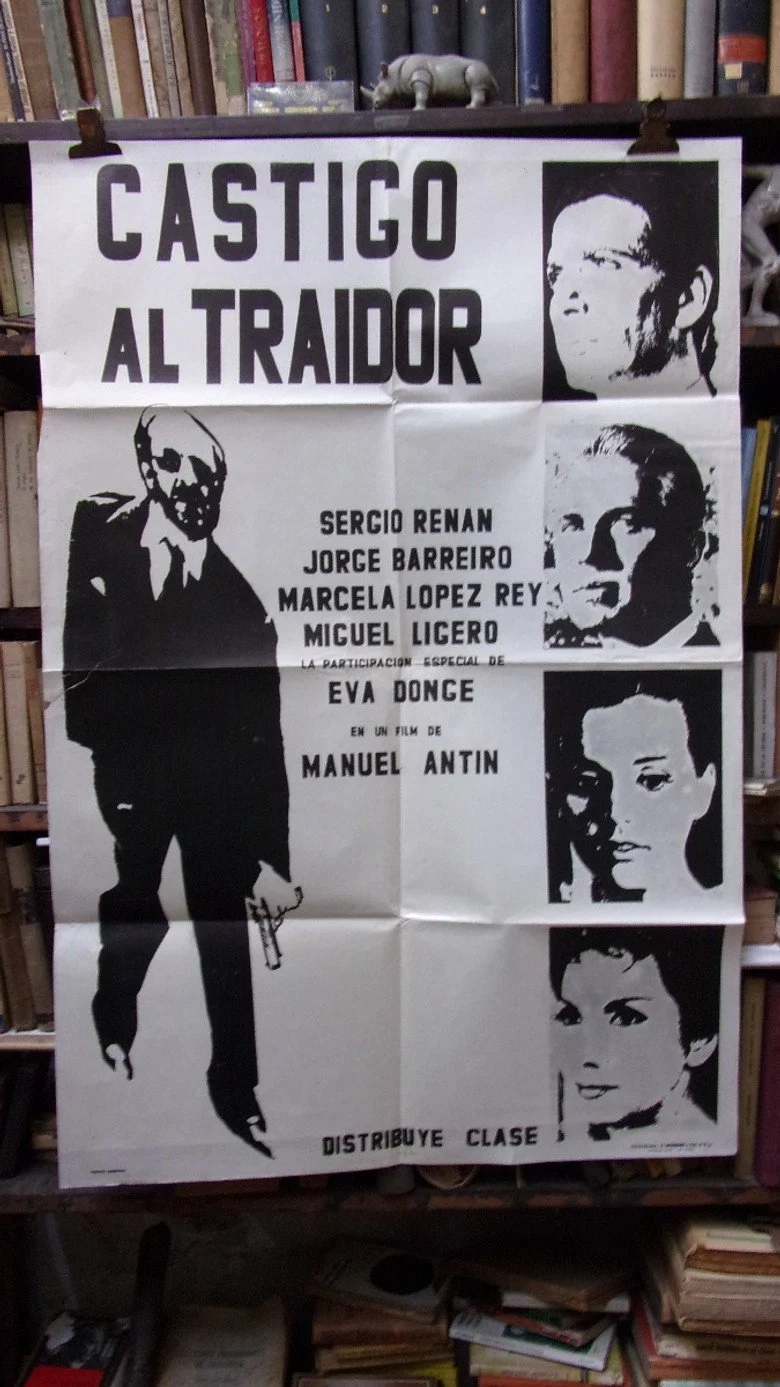 CASTIGO
AL TRAIDOR
SERGIO RENAN
JORGE BARREIRO
MARCELA LOPEZ REY
MIGUEL LIGERO
LA PARTICIPACION ESPECIAL DE
EVA DONGE
EN UN FILM DE
MANUEL ANTIN
DISTRIBUYE CLASE